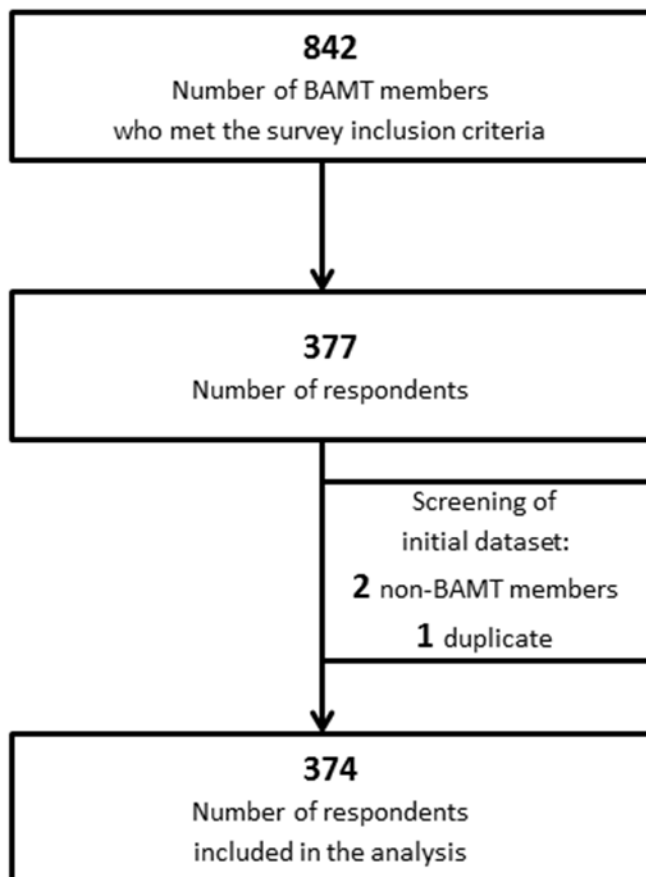 842
Number of BAMT members
who met the survey inclusion criteria
377
Number of respondents
Screening of
initial dataset:
2 non-BAMT members
1 duplicate
374
Number of respondents
included in the analysis